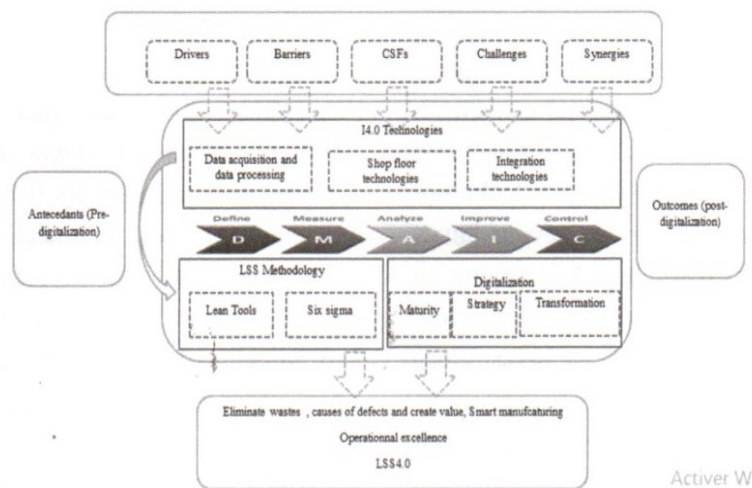 Drivers
Barriers
CSFs
Challenges
Synergies
I4.0 Technologies
Data acquisition and
data processing
Shop floor
technologies
Integration
technologies
Antecedants (Pre-
digitalization)
Outcomes (post-
digitalization)
Define
Measure
Analyze
Improve
Control
D
M
A
I
C
LSS Methodology
Lean Tools
Six sigma
Digitalization
Maturity
Strategy
Transformation
Eliminate wastes , causes of defects and create value, Smart manufcaturing
Operationnal excellence
LSS4.0
Activer W